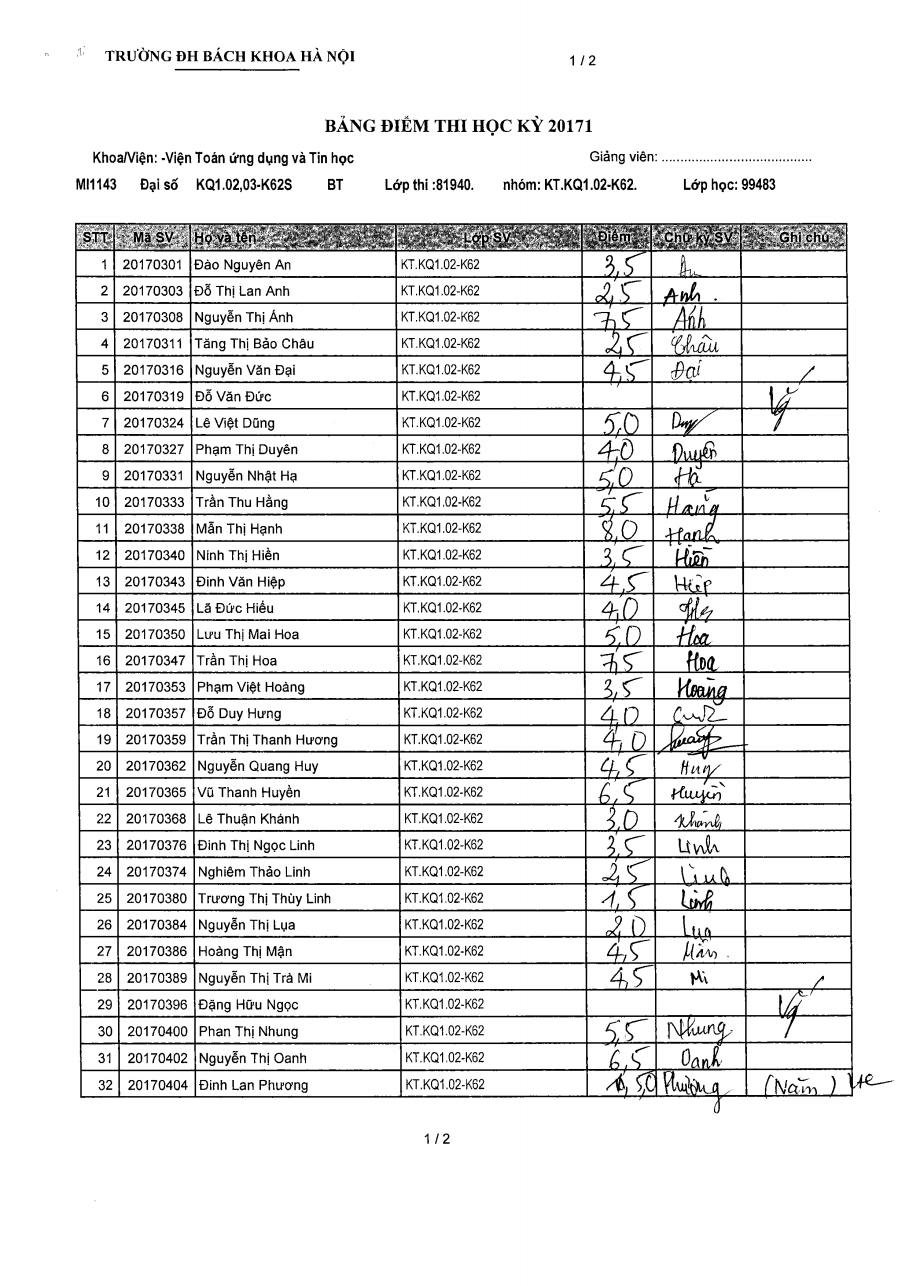 TRƯỜNG ĐH BÁCH KHOA HÀ NỘI 1 / 2
BẢNG ĐIỂM THI HỌC KỲ 20171
Khoa/Viện: -Viện Toán ứng dụng và Tin học Giảng viên: ........................................
MI1143 Đại số KQ1.02,03-K62S BT Lớp thi :81940. nhóm: KT.KQ1.02-K62. Lớp học: 99483
STT Mã SV Họ và tên Lớp SV Điểm Chữ ký SV Ghi chú
1 20170301 Đào Nguyên An KT.KQ1.02-K62 3,5 An
2 20170303 Đỗ Thị Lan Anh KT.KQ1.02-K62 2,5 Anh
3 20170308 Nguyễn Thị Ánh KT.KQ1.02-K62 7,5 Ánh
4 20170311 Tăng Thị Bảo Châu KT.KQ1.02-K62 2,5 Châu
5 20170316 Nguyễn Văn Đại KT.KQ1.02-K62 4,5 Đại
6 20170319 Đỗ Văn Đức KT.KQ1.02-K62 Vg
7 20170324 Lê Việt Dũng KT.KQ1.02-K62 5,0
8 20170327 Phạm Thị Duyên KT.KQ1.02-K62 4,0 Duyên
9 20170331 Nguyễn Nhật Hạ KT.KQ1.02-K62 5,0 Hạ
10 20170333 Trần Thu Hằng KT.KQ1.02-K62 5,5 Hằng
11 20170338 Mẫn Thị Hạnh KT.KQ1.02-K62 8,0 Hạnh
12 20170340 Ninh Thị Hiền KT.KQ1.02-K62 3,5 Hiền
13 20170343 Đinh Văn Hiệp KT.KQ1.02-K62 4,5 Hiệp
14 20170345 Lã Đức Hiếu KT.KQ1.02-K62 4,0
15 20170350 Lưu Thị Mai Hoa KT.KQ1.02-K62 5,0 Hoa
16 20170347 Trần Thị Hoa KT.KQ1.02-K62 7,5 Hoa
17 20170353 Phạm Việt Hoàng KT.KQ1.02-K62 3,5 Hoàng
18 20170357 Đỗ Duy Hưng KT.KQ1.02-K62 4,0
19 20170359 Trần Thị Thanh Hương KT.KQ1.02-K62 4,0
20 20170362 Nguyễn Quang Huy KT.KQ1.02-K62 4,5 Huy
21 20170365 Vũ Thanh Huyền KT.KQ1.02-K62 6,5 Huyền
22 20170368 Lê Thuận Khánh KT.KQ1.02-K62 3,0 Khánh
23 20170376 Đinh Thị Ngọc Linh KT.KQ1.02-K62 3,5 Linh
24 20170374 Nghiêm Thảo Linh KT.KQ1.02-K62 2,5 Linh
25 20170380 Trương Thị Thùy Linh KT.KQ1.02-K62 1,5 Linh
26 20170384 Nguyễn Thị Lụa KT.KQ1.02-K62 2,0 Lụa
27 20170386 Hoàng Thị Mận KT.KQ1.02-K62 4,5 Mận
28 20170389 Nguyễn Thị Trà Mi KT.KQ1.02-K62 4,5 Mi
29 20170396 Đặng Hữu Ngọc KT.KQ1.02-K62 Vg
30 20170400 Phan Thị Nhung KT.KQ1.02-K62 5,5 Nhung
31 20170402 Nguyễn Thị Oanh KT.KQ1.02-K62 6,5 Oanh
32 20170404 Đinh Lan Phương KT.KQ1.02-K62 Phương (Năm)
1 / 2